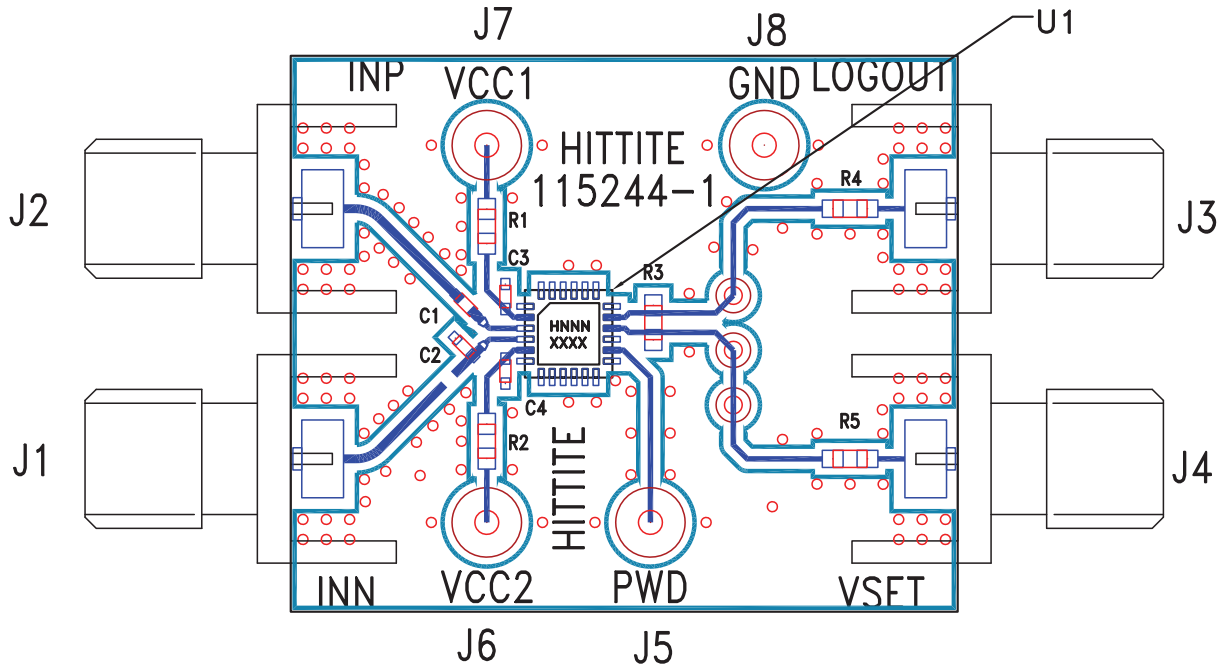 J7
J8
U1
INP
VCC1
GND
LOGOUT
HITTITE
115244-1
R4
J2
R1
J3
C3
R3
C1
HNNN
XXXX
C2
C4
R2
R5
HITTITE
J1
J4
INN
VCC2
PWD
VSET
J6
J5